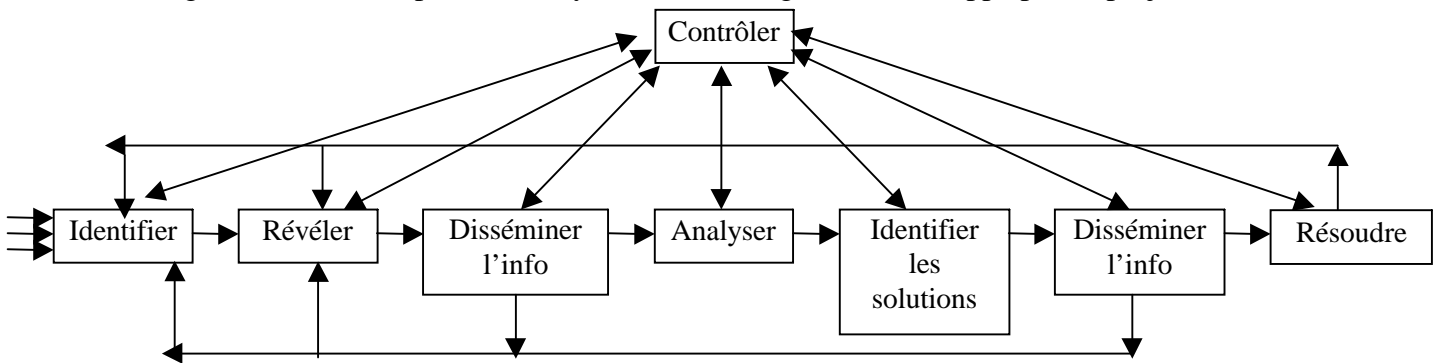 Contrôler
Identifier
Révéler
Disséminer
l'info
Analyser
Identifier
les
solutions
Disséminer
l'info
Résoudre